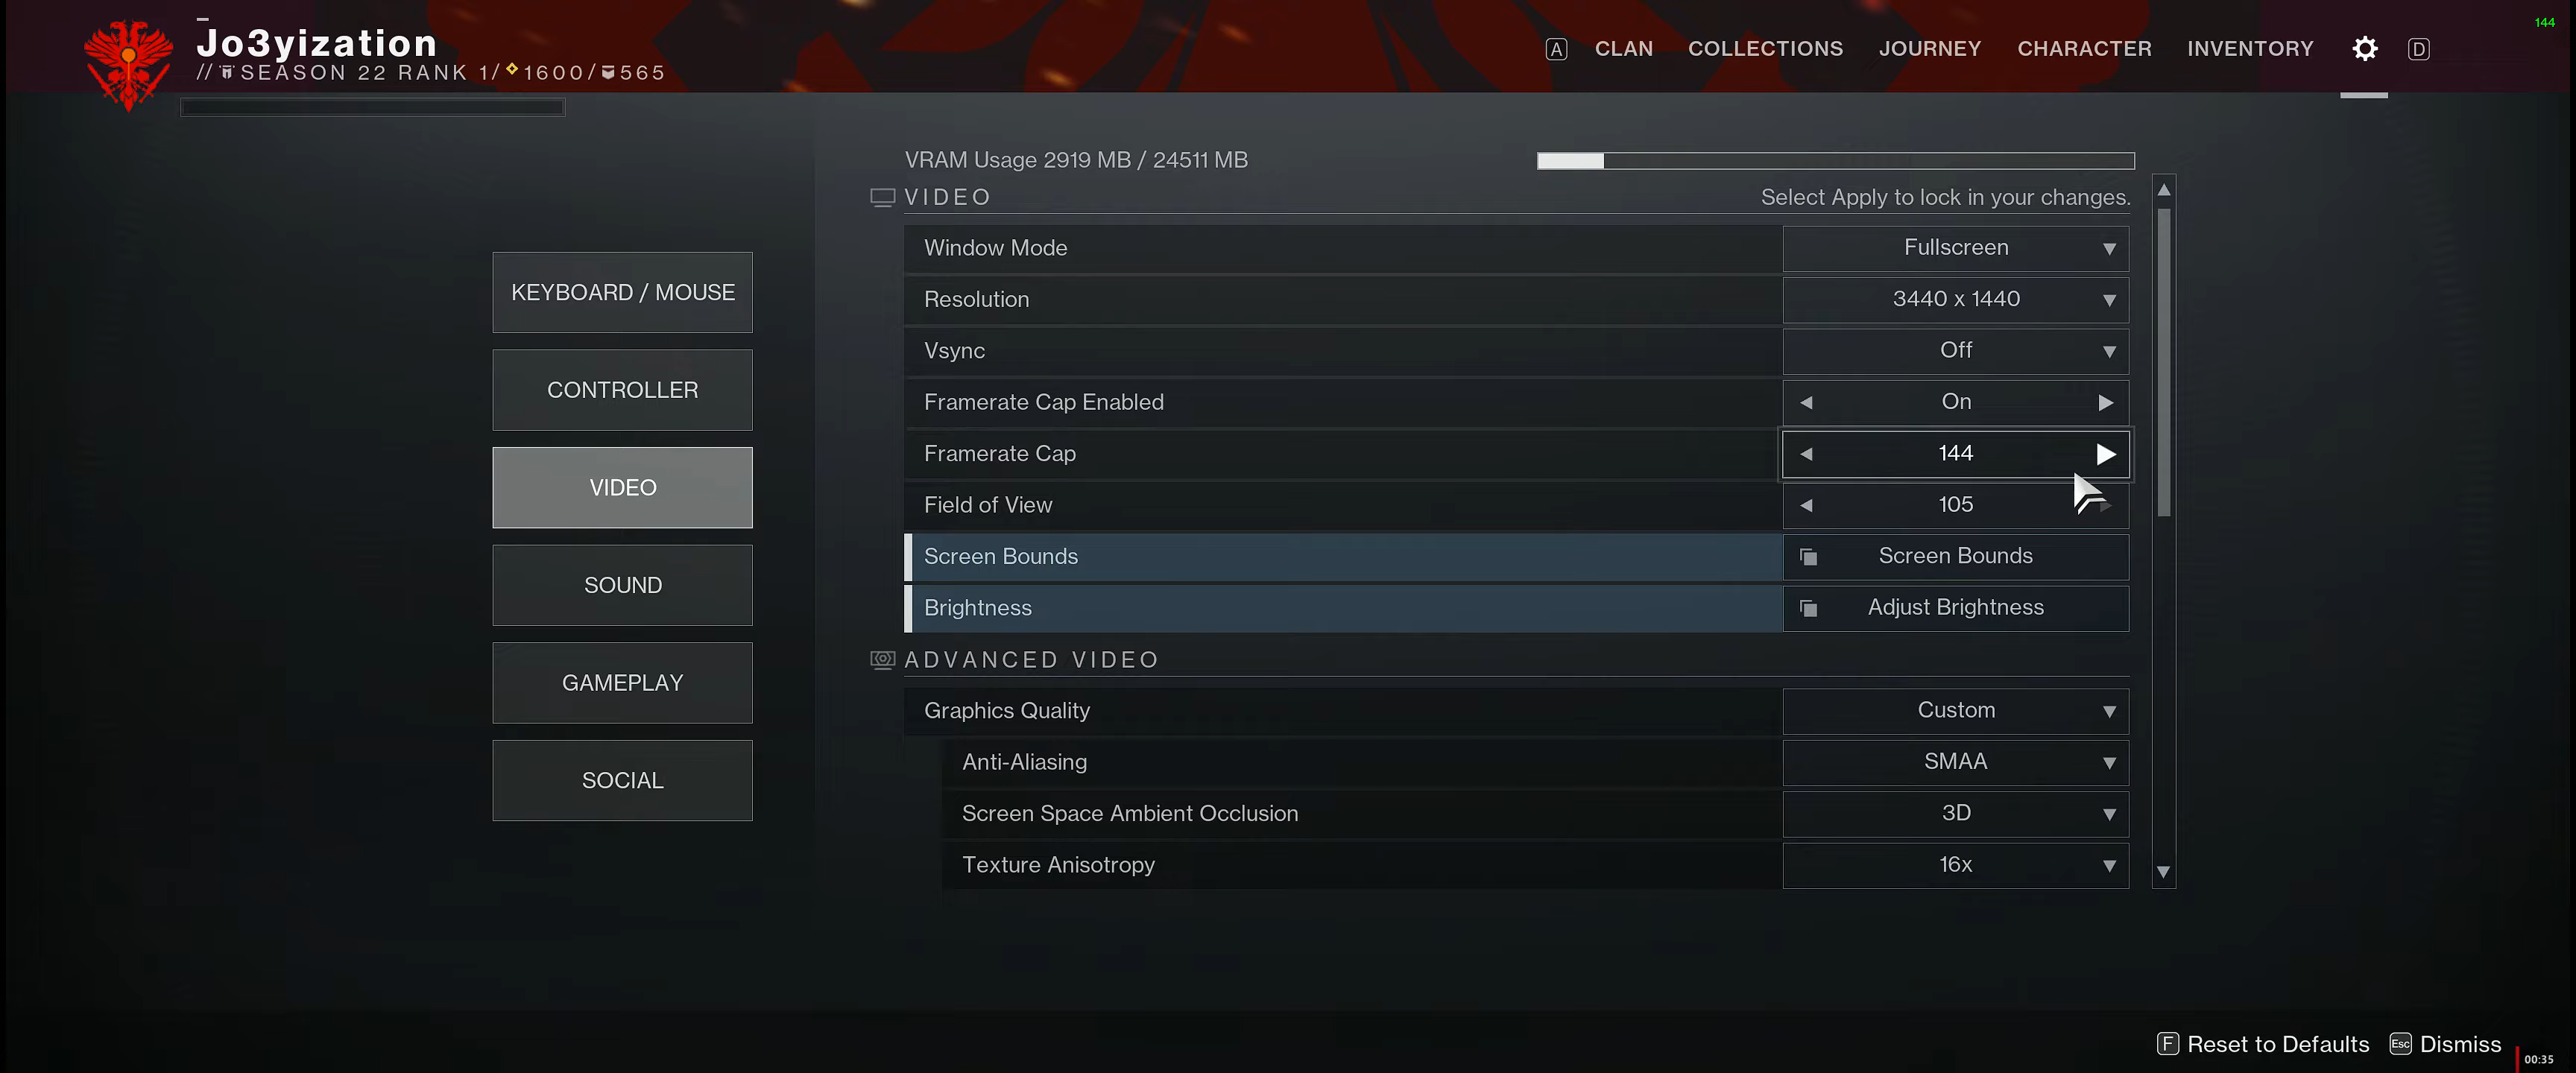 144
Jo3yization
// SEASON 22 RANK 1/1600/565
A CLAN COLLECTIONS JOURNEY CHARACTER INVENTORY D
VRAM Usage 2919 MB / 24511 MB
VIDEO Select Apply to lock in your changes.
Window Mode Fullscreen
Resolution 3440 x 1440
Vsync Off
Framerate Cap Enabled On
Framerate Cap 144
Field of View 105
Screen Bounds Screen Bounds
Brightness Adjust Brightness
ADVANCED VIDEO
Graphics Quality Custom
Anti-Aliasing SMAA
Screen Space Ambient Occlusion 3D
Texture Anisotropy 16x
KEYBOARD / MOUSE
CONTROLLER
VIDEO
SOUND
GAMEPLAY
SOCIAL
F Reset to Defaults Esc Dismiss
00:35